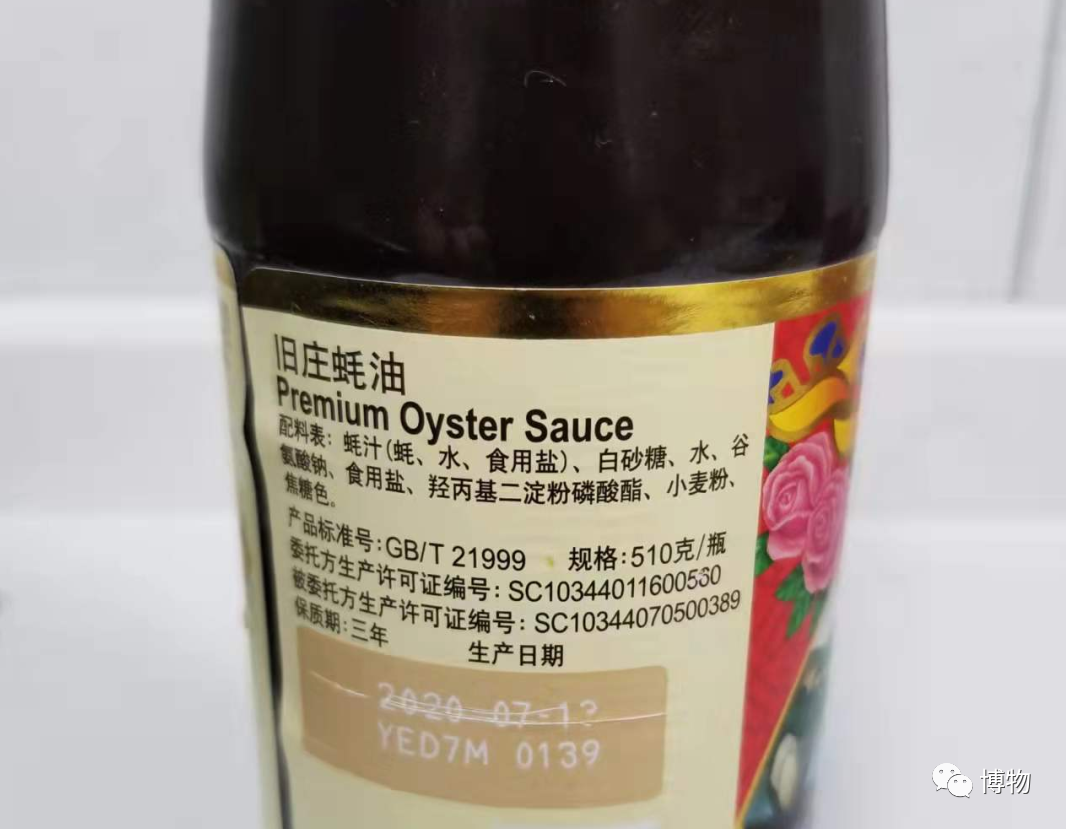 旧庄蚝油
Premium Oyster Sauce
配料表：蚝汁(蚝、水、食用盐)、白砂糖、水、谷
氨酸钠、食用盐、羟丙基二淀粉磷酸酯、小麦粉、
焦糖色。
产品标准号:GB/T 21999 规格:510克/瓶
委托方生产许可证编号: SC10344011600560
被委托方生产许可证编号: SC10344070500389
保质期:三年 生产日期
YED7M 0139
博物